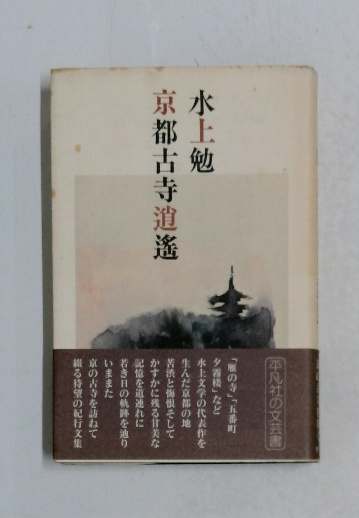 水上勉
京都古寺逍遙
平凡社の文芸書
「雁の寺」「五番町
夕霧楼」など
水上文学の代表作を
生んだ京都の地
苦渋と悔恨そして
かすかに残る甘美な
記憶を道連れに
若き日の軌跡を辿り
いままた
京の古寺を訪ねて
綴る待望の紀行文集